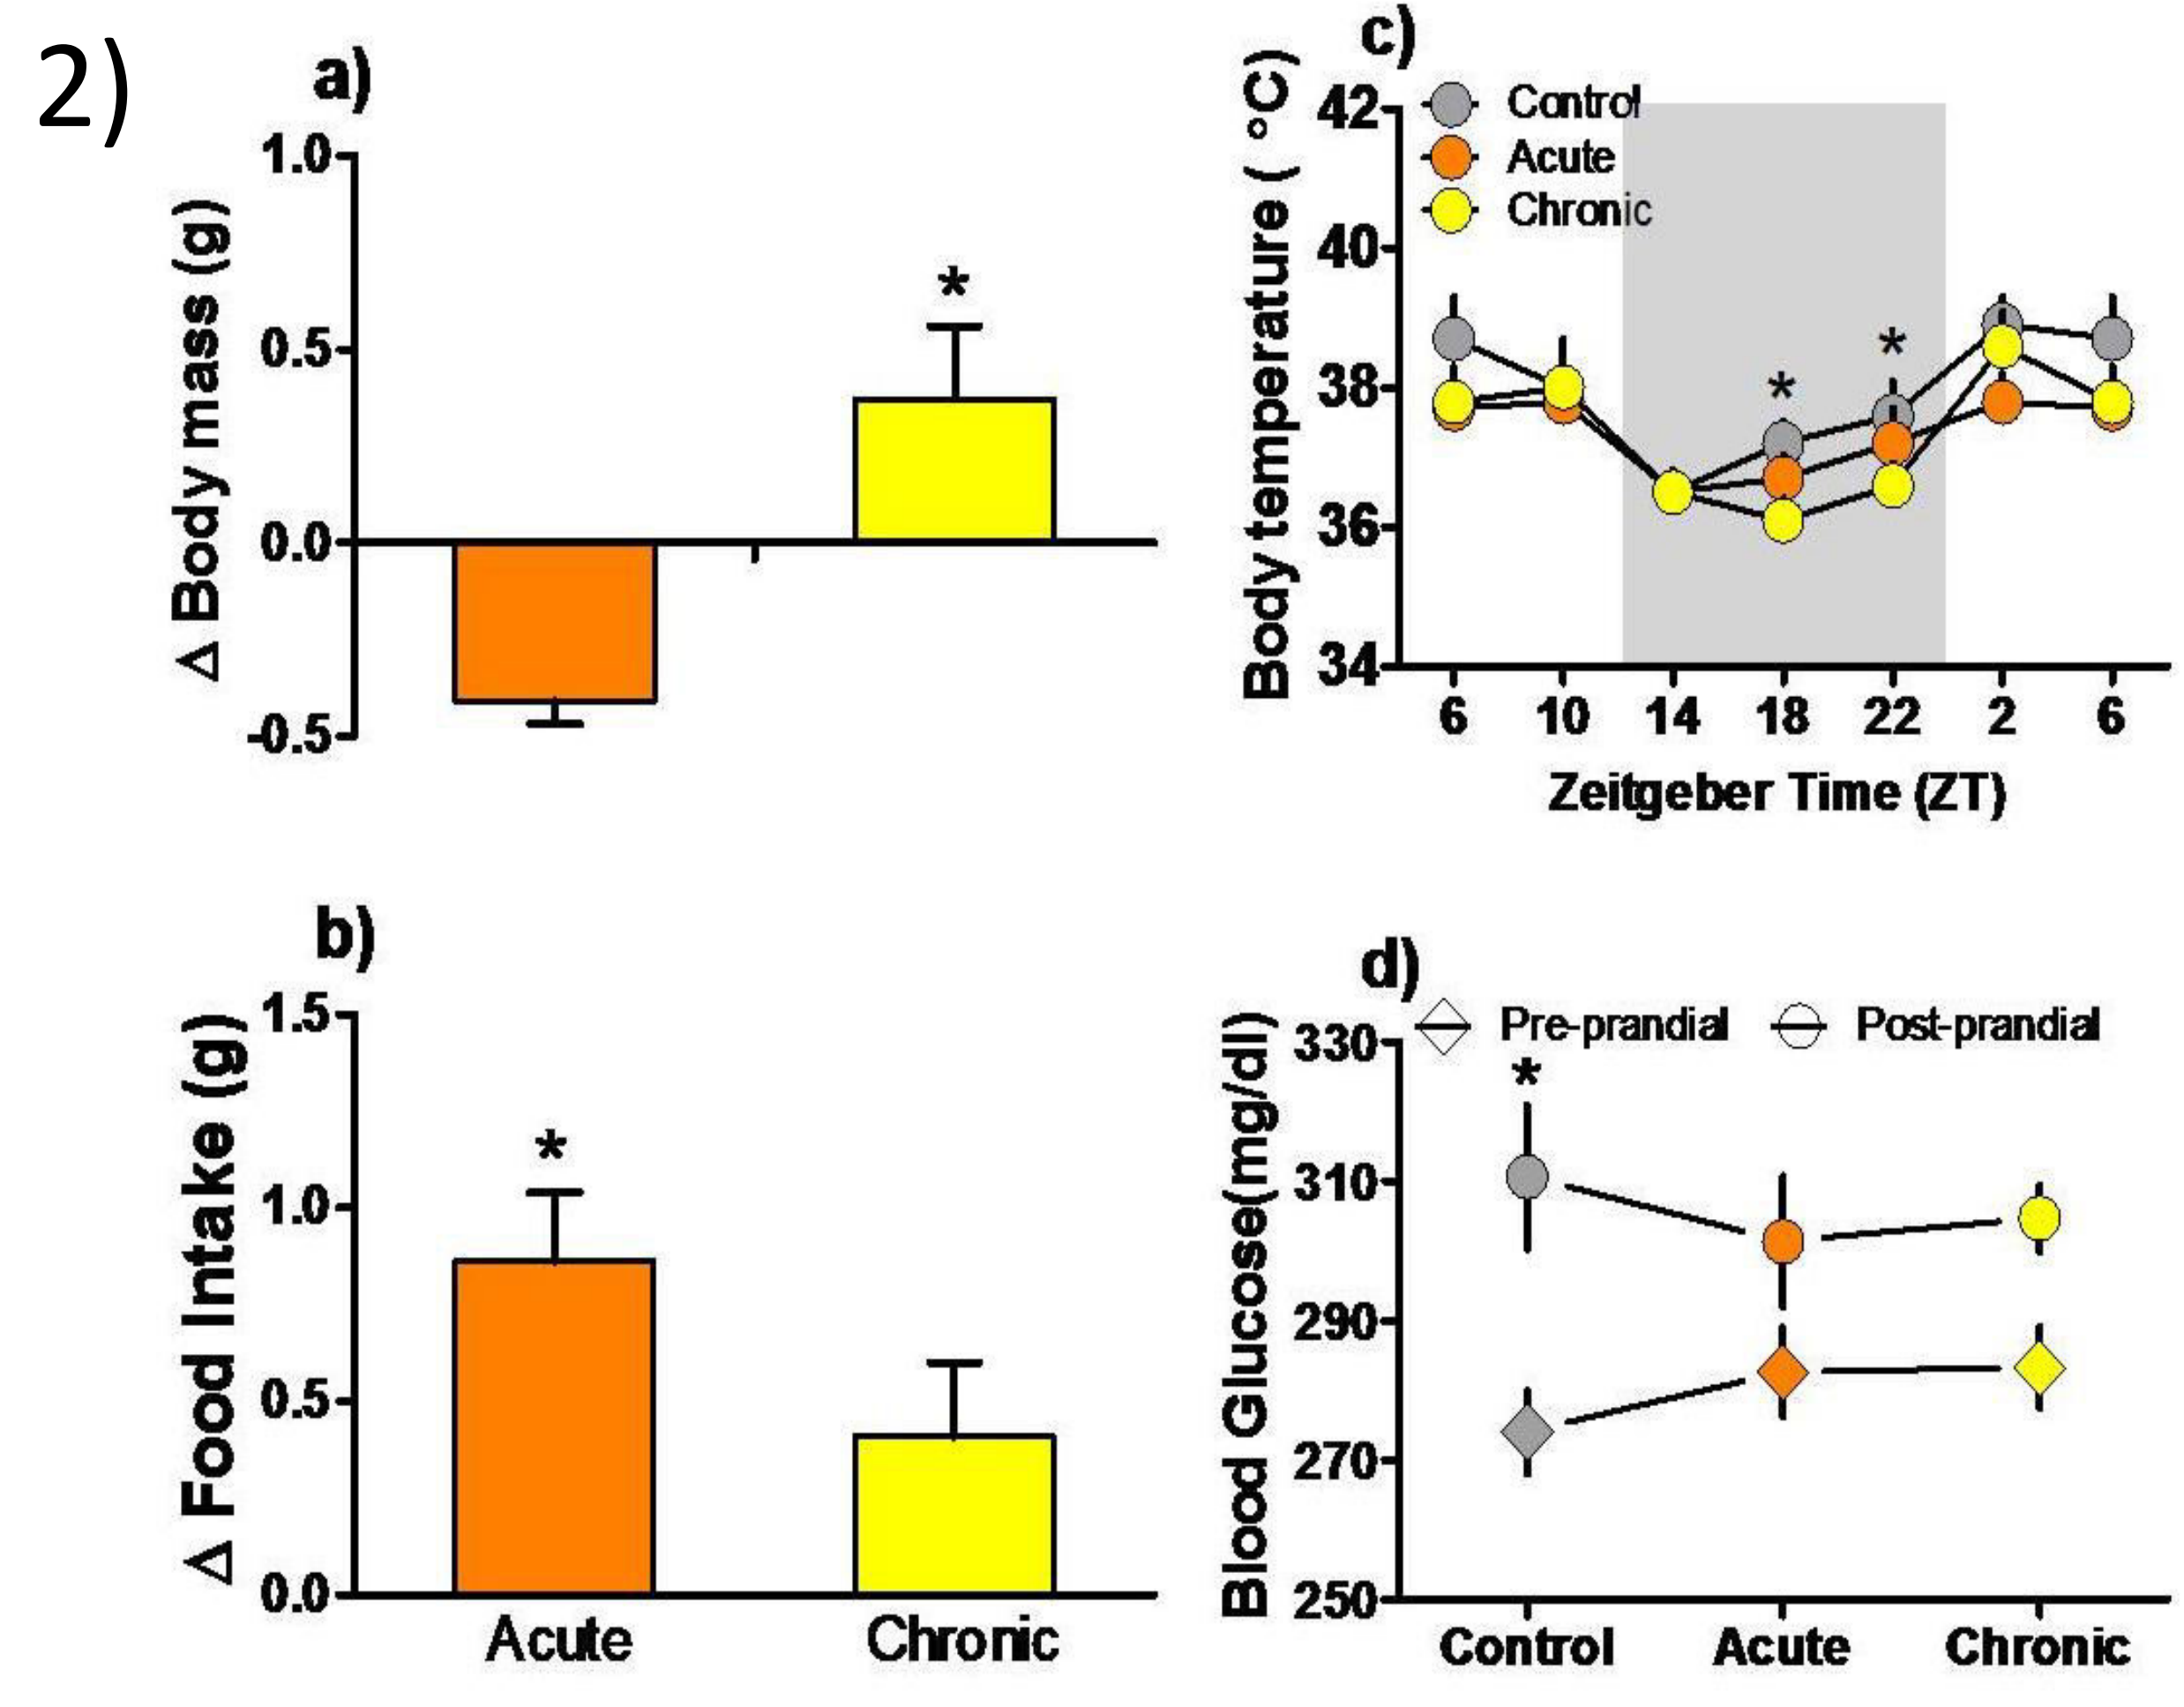 2)
a)
Δ Body mass (g)
1.0
0.5
0.0
-0.5
*
b)
Δ Food Intake (g)
1.5
1.0
0.5
0.0
*
Acute Chronic
c)
Body temperature ( °C)
42
40
38
36
34
Control
Acute
Chronic
* *
6 10 14 18 22 2 6
Zeitgeber Time (ZT)
d)
Pre-prandial Post-prandial
Blood Glucose(mg/dl)
330
310
290
270
250
*
Control Acute Chronic